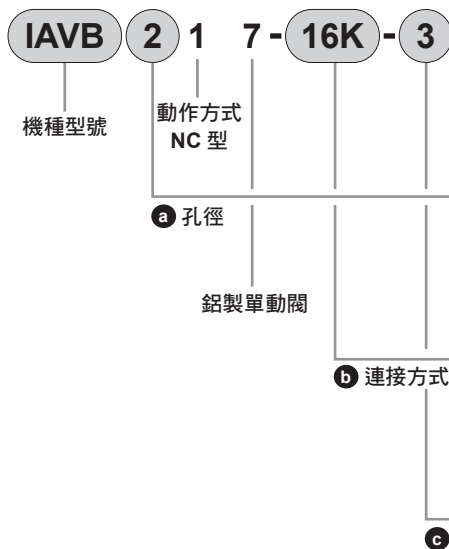 IAVB 2 1 7 - 16K - 3
機種型號
動作方式
NC 型
a 孔徑
鋁製單動閥
b 連接方式
c